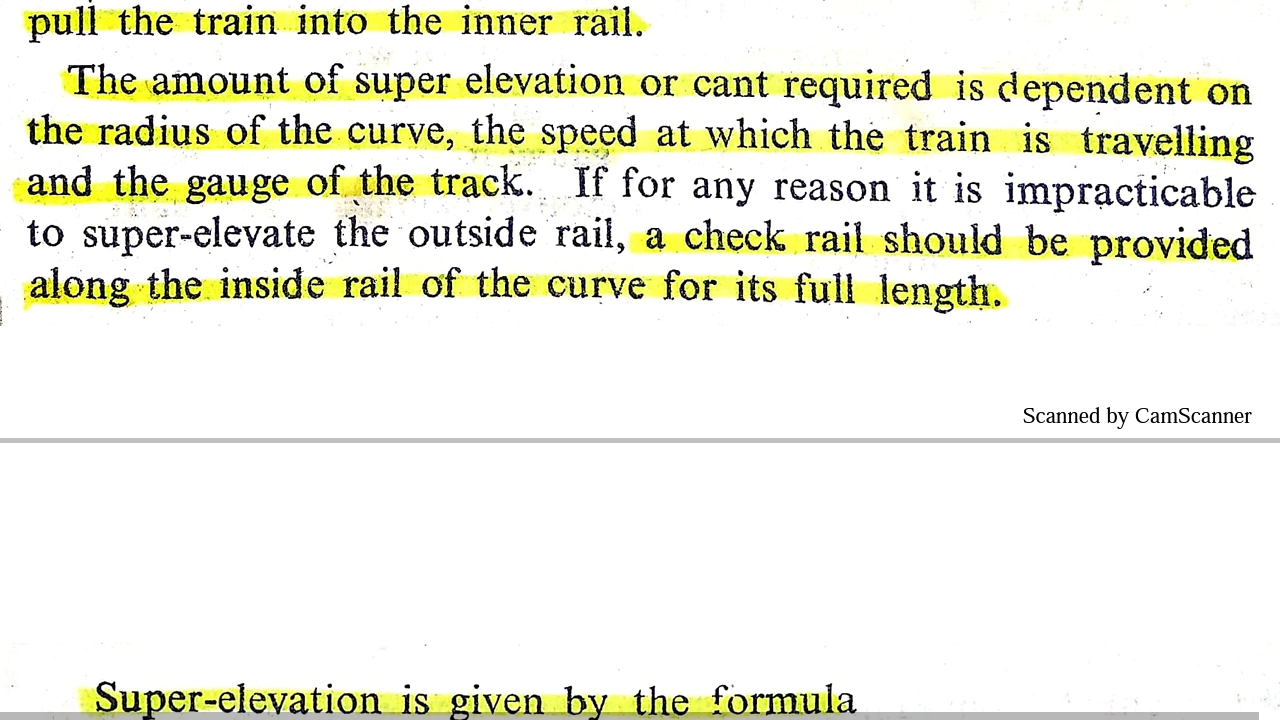 pull the train into the inner rail.
The amount of super elevation or cant required is dependent on
the radius of the curve, the speed at which the train is travelling
and the gauge of the track. If for any reason it is impracticable
to super-elevate the outside rail, a check rail should be provided
along the inside rail of the curve for its full length.
Scanned by CamScanner
Super-elevation is given by the formula